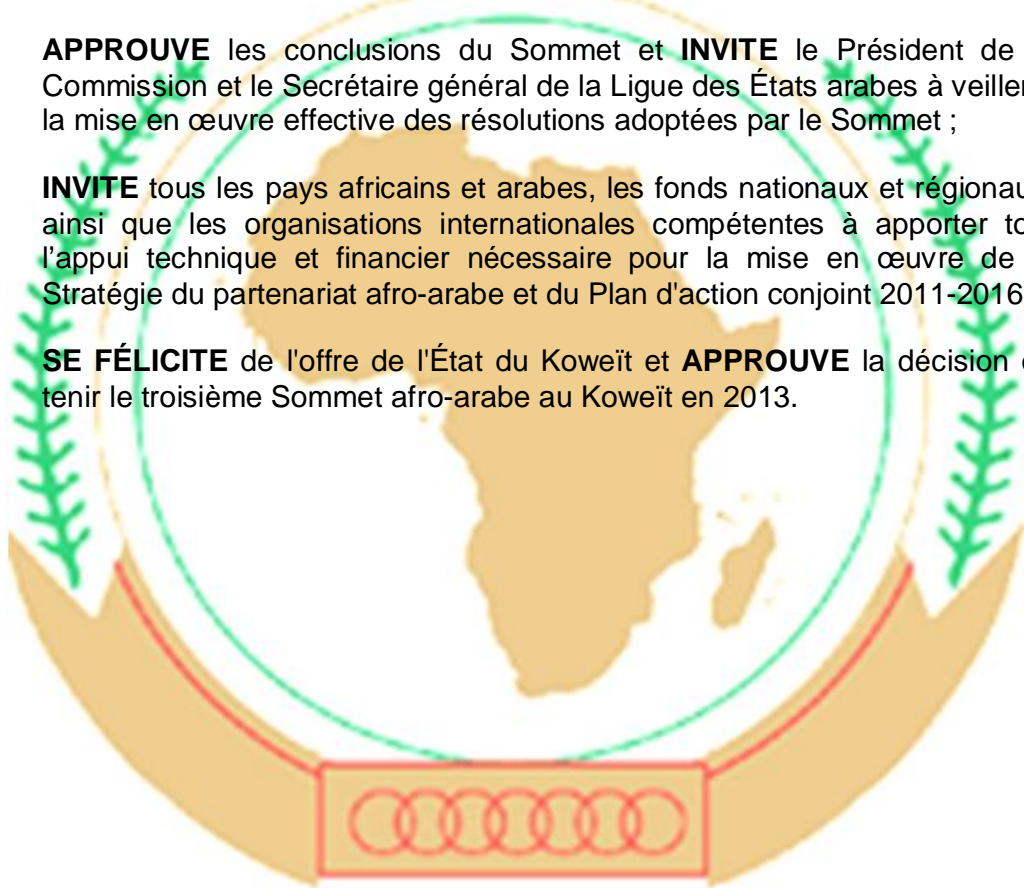 APPROUVE les conclusions du Sommet et INVITE le Président de
Commission et le Secrétaire général de la Ligue des États arabes à veiller
la mise en œuvre effective des résolutions adoptées par le Sommet ;
INVITE tous les pays africains et arabes, les fonds nationaux et régionau
ainsi que les organisations internationales compétentes à apporter to
l'appui technique et financier nécessaire pour la mise en œuvre de
Stratégie du partenariat afro-arabe et du Plan d'action conjoint 2011-2016
SE FÉLICITE de l'offre de l'État du Koweït et APPROUVE la décision
tenir le troisième Sommet afro-arabe au Koweït en 2013.